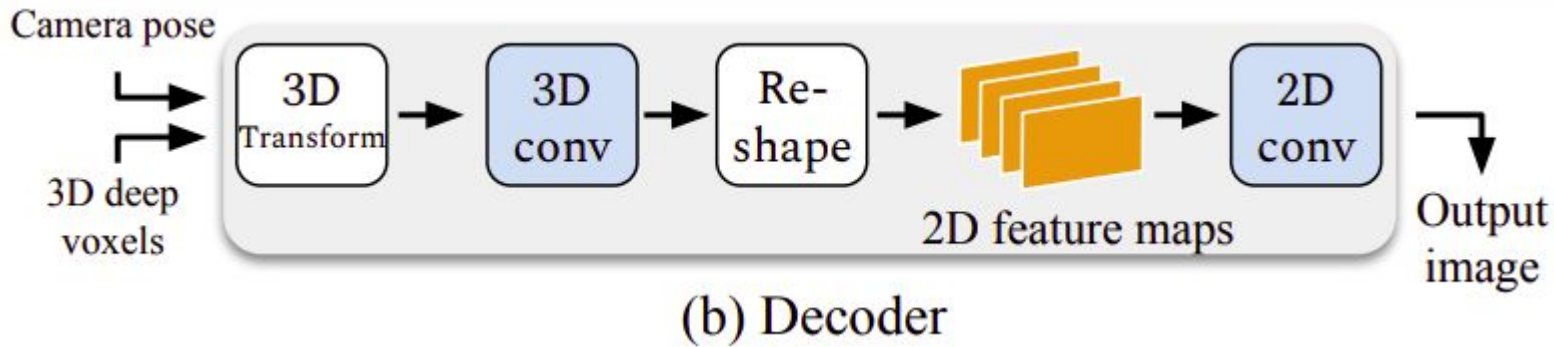 Camera pose
3D
Transform
3D
conv
Re-
shape
2D
conv
3D deep
voxels
2D feature maps
Output
image
(b) Decoder